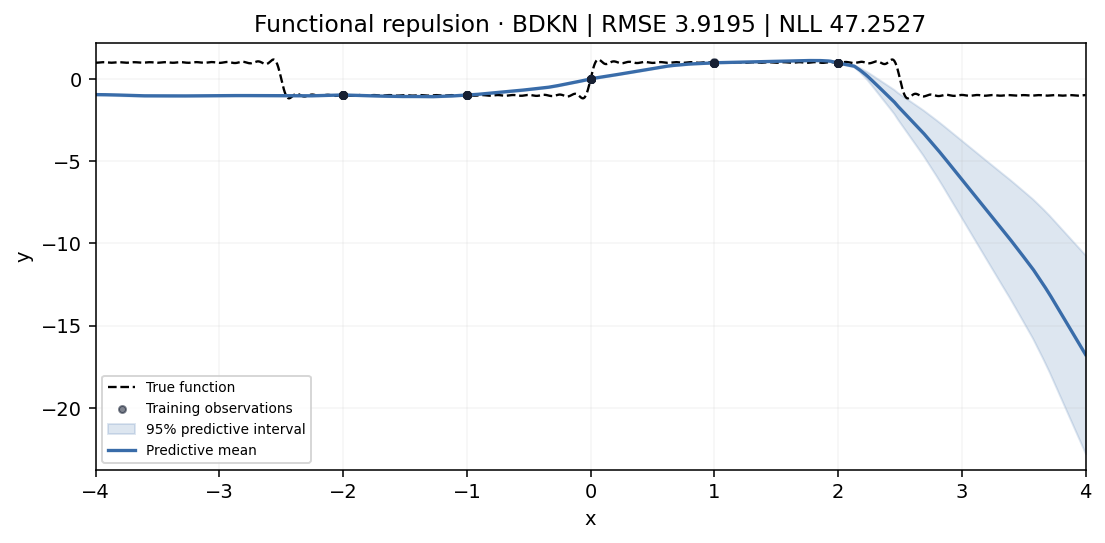 Functional repulsion · BDKN | RMSE 3.9195 | NLL 47.2527
y
0
−5
−10
−15
−20
True function
Training observations
95% predictive interval
Predictive mean
−4 −3 −2 −1 0 1 2 3 4
x